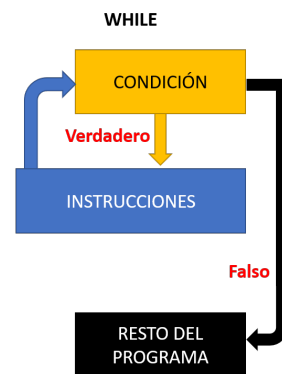 WHILE
CONDICIÓN
Verdadero
INSTRUCCIONES
Falso
RESTO DEL
PROGRAMA